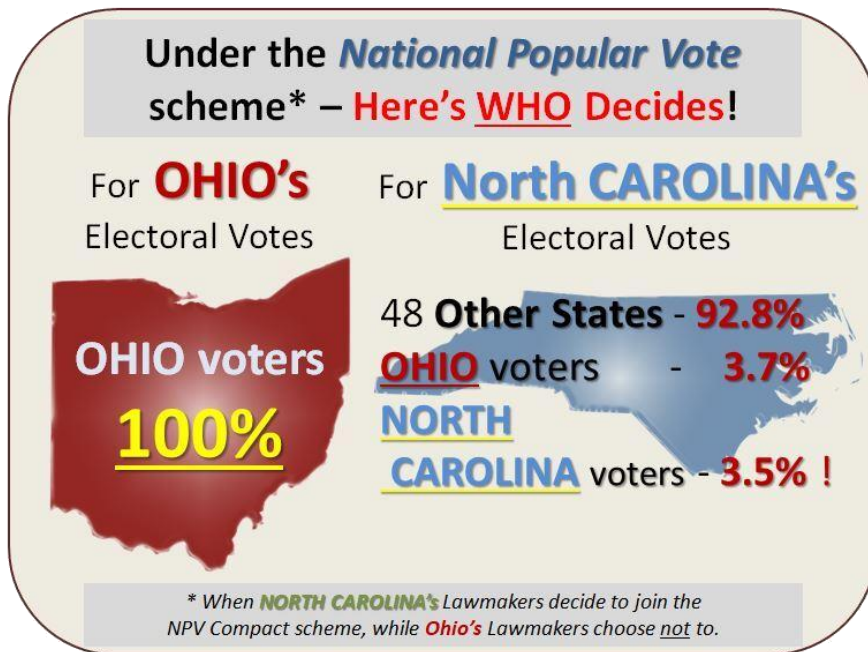 Under the National Popular Vote
scheme* – Here's WHO Decides!
For OHIO's
Electoral Votes
OHIO voters
100%
For North CAROLINA's
Electoral Votes
48 Other States - 92.8%
OHIO voters - 3.7%
NORTH
CAROLINA voters - 3.5% !
* When NORTH CAROLINA's Lawmakers decide to join the
NPV Compact scheme, while Ohio's Lawmakers choose not to.